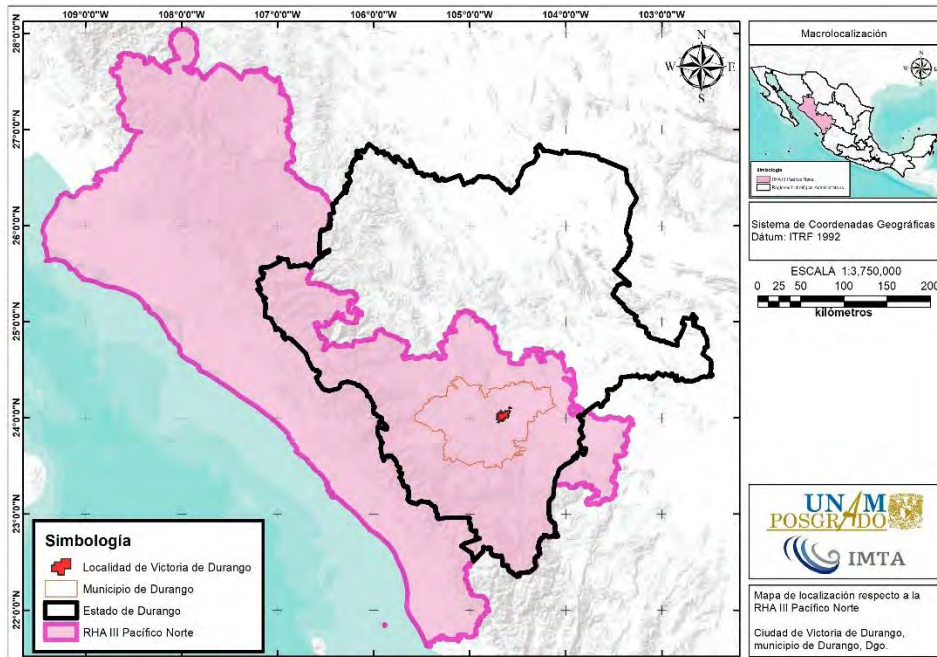 109°0'0"W 108°0'0"W 107°0'0"W 106°0'0"W 105°0'0"W 104°0'0"W 103°0'0"W
28°0'0"N
27°0'0"N
26°0'0"N
25°0'0"N
24°0'0"N
23°0'0"N
22°0'0"N
N
W E
S
Simbología
Localidad de Victoria de Durango
Municipio de Durango
Estado de Durango
RHA III Pacífico Norte
Macrolocalización
N
W E
S
Simbología
RHA III Pacífico Norte
Sistema de Coordenadas Geográficas
Dátum: ITRF 1992
ESCALA 1:3,750,000
0 25 50 100 150 200
kilómetros
UNAM
POSGRADO
IMTA
Mapa de localización respecto a la
RHA III Pacífico Norte
Ciudad de Victoria de Durango,
municipio de Durango, Dgo.